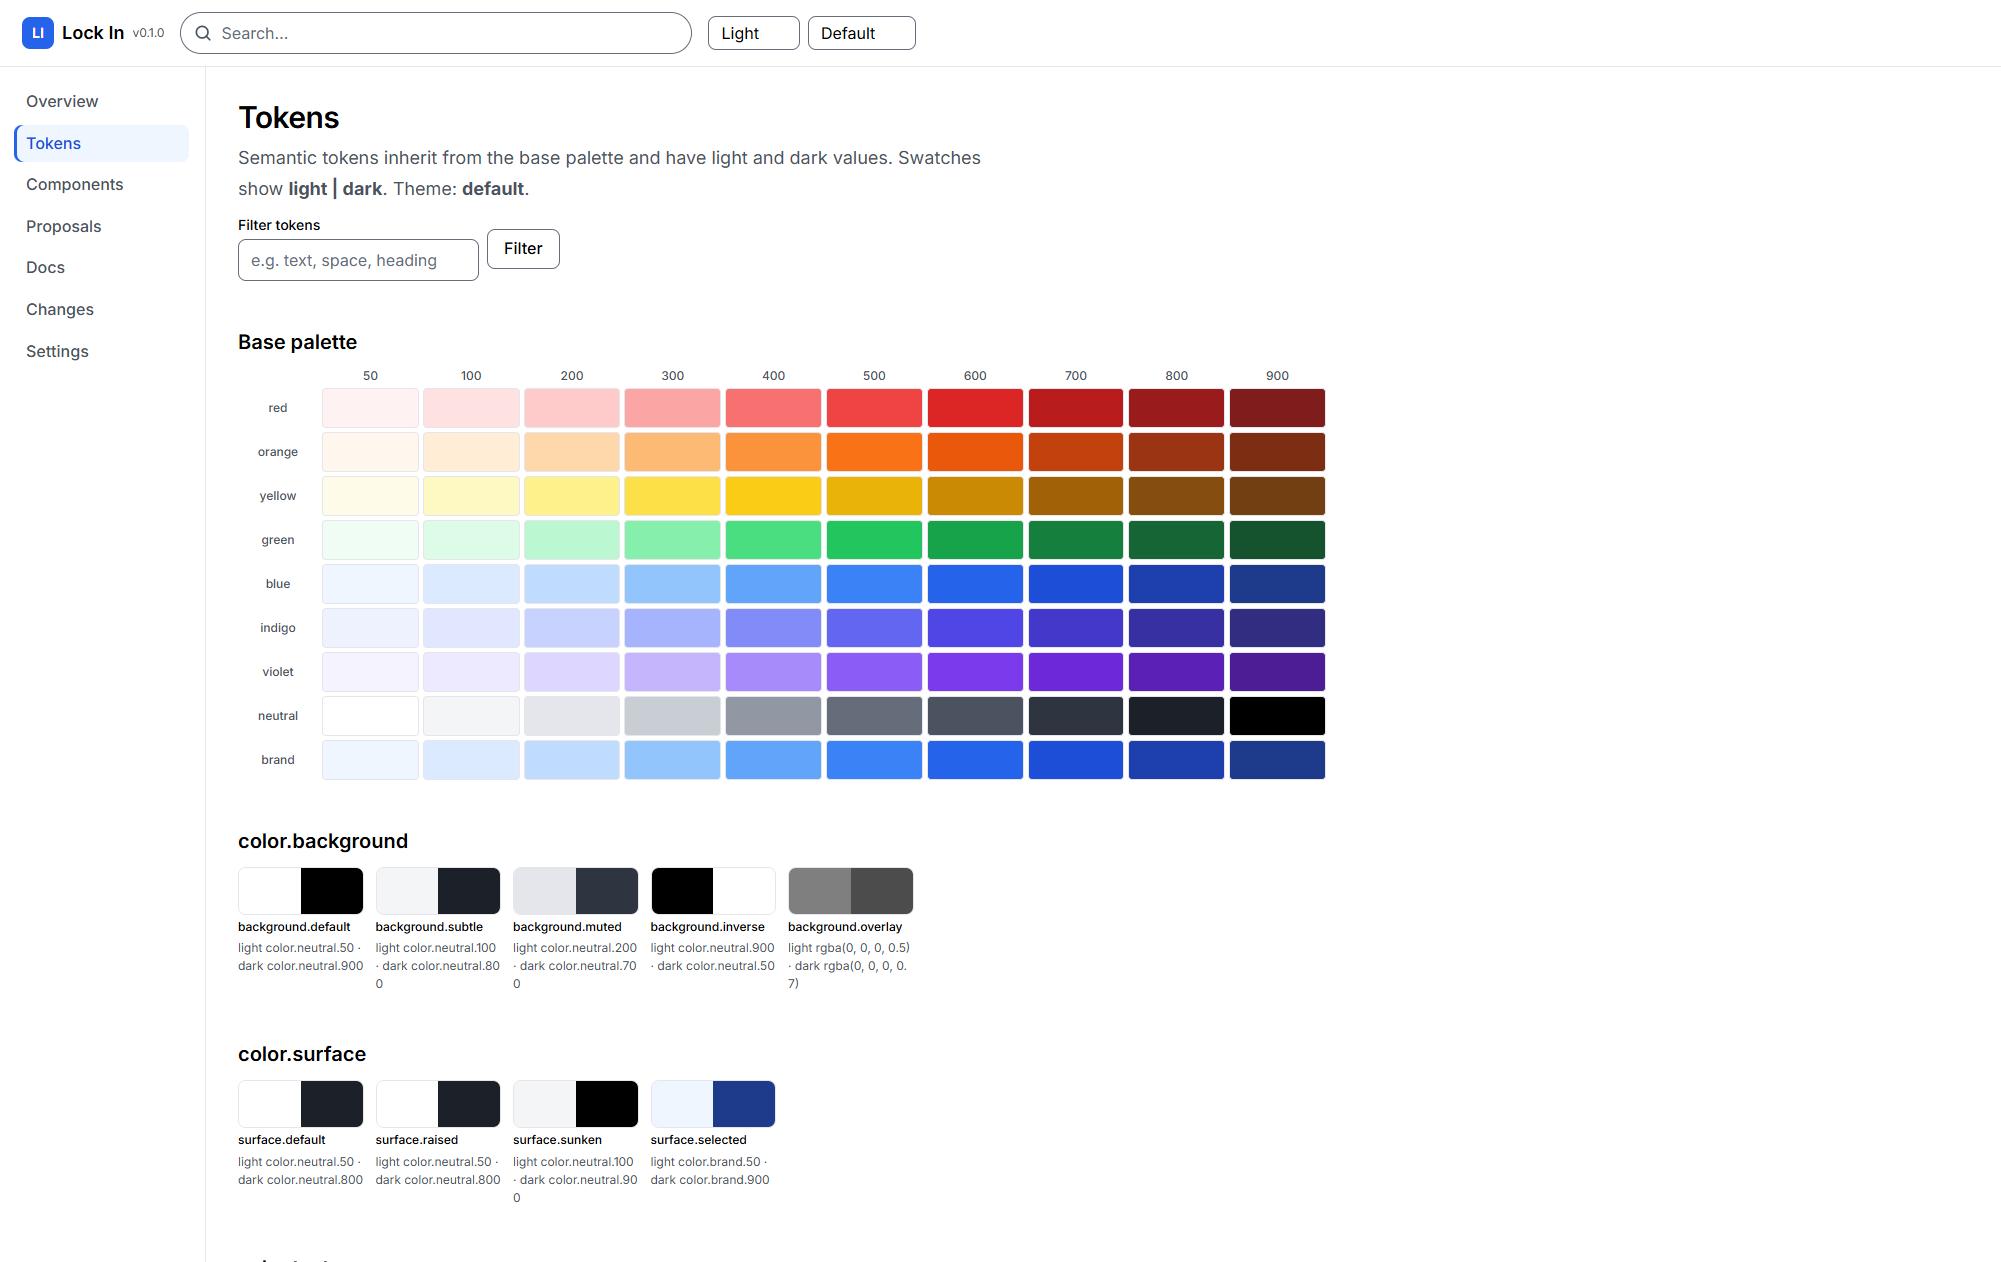 LI Lock In v0.1.0 Search... Light Default
Overview
Tokens
Components
Proposals
Docs
Changes
Settings
Tokens
Semantic tokens inherit from the base palette and have light and dark values. Swatches
show light | dark. Theme: default.
Filter tokens
e.g. text, space, heading Filter
Base palette
50 100 200 300 400 500 600 700 800 900
red
orange
yellow
green
blue
indigo
violet
neutral
brand
color.background
background.default
light color.neutral.50 ·
dark color.neutral.900
background.subtle
light color.neutral.100
· dark color.neutral.80
0
background.muted
light color.neutral.200
· dark color.neutral.70
0
background.inverse
light color.neutral.900
· dark color.neutral.50
background.overlay
light rgba(0, 0, 0, 0.5)
· dark rgba(0, 0, 0, 0.
7)
color.surface
surface.default
light color.neutral.50 ·
dark color.neutral.800
surface.raised
light color.neutral.50 ·
dark color.neutral.800
surface.sunken
light color.neutral.100
· dark color.neutral.90
0
surface.selected
light color.brand.50 ·
dark color.brand.900